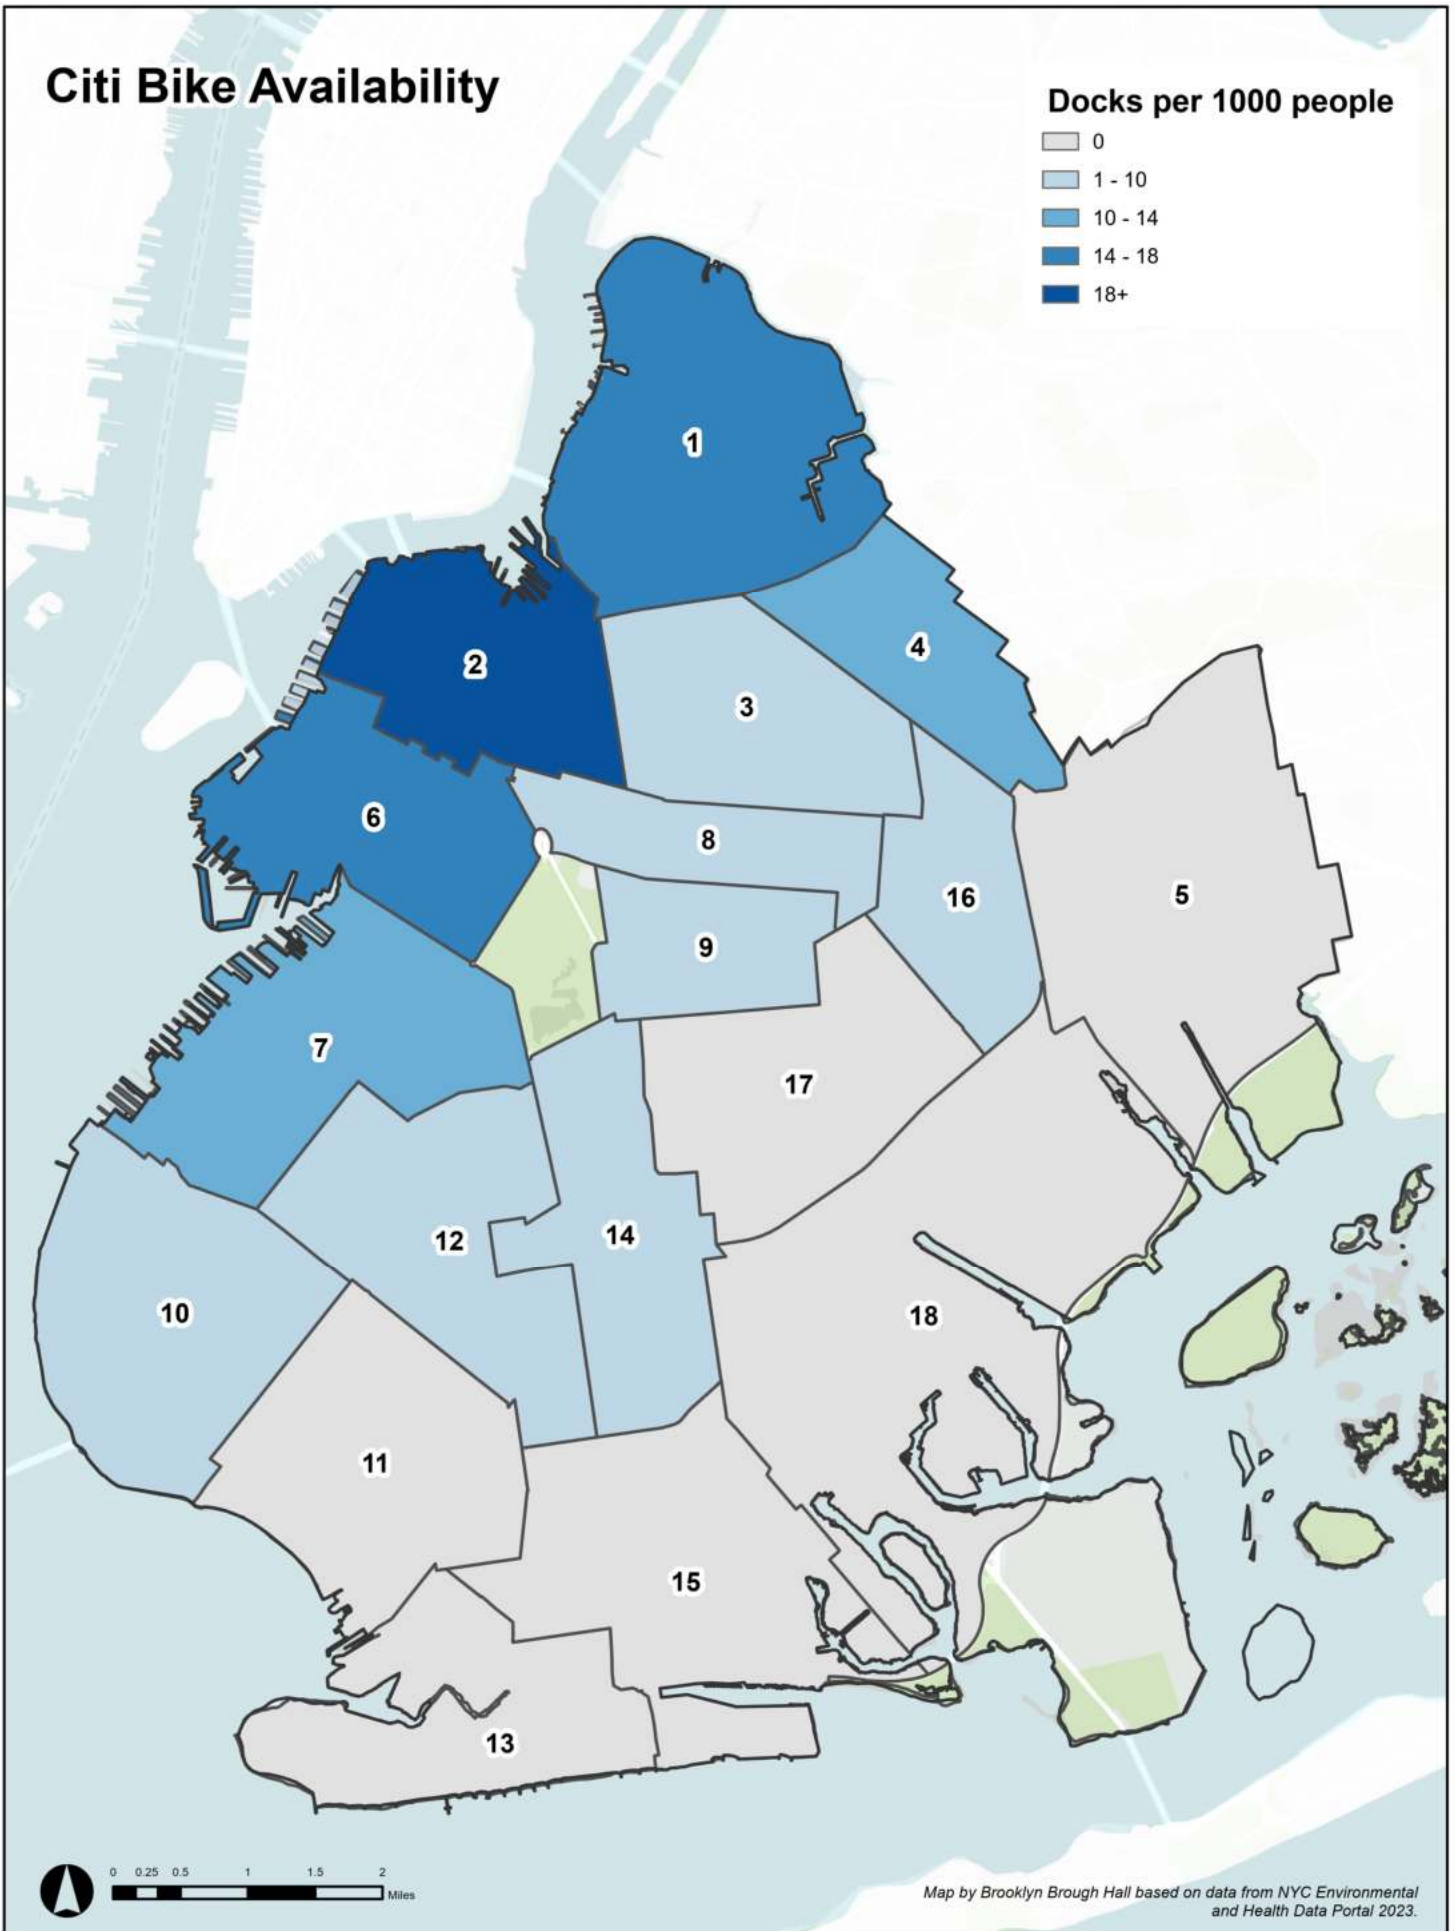 Citi Bike Availability
Docks per 1000 people
0
1 - 10
10 - 14
14 - 18
18+
1
2
4
3
6
8
5
16
9
7
17
12
14
10
18
11
15
13
0 0.25 0.5 1 1.5 2
Miles
Map by Brooklyn Brough Hall based on data from NYC Environmental
and Health Data Portal 2023.